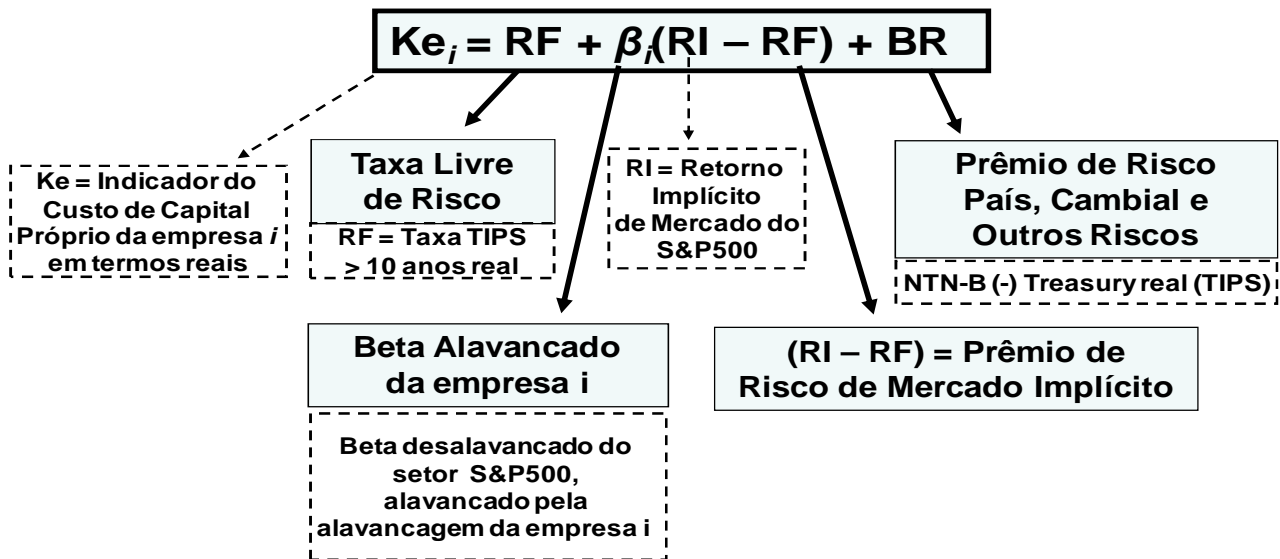 Keᵢ = RF + βᵢ(RI – RF) + BR
Ke = Indicador do
Custo de Capital
Próprio da empresa i
em termos reais
Taxa Livre
de Risco
RF = Taxa TIPS
> 10 anos real
RI = Retorno
Implícito
de Mercado do
S&P500
Prêmio de Risco
País, Cambial e
Outros Riscos
NTN-B (-) Treasury real (TIPS)
Beta Alavancado
da empresa i
Beta desalavancado do
setor S&P500,
alavancado pela
alavancagem da empresa i
(RI – RF) = Prêmio de
Risco de Mercado Implícito